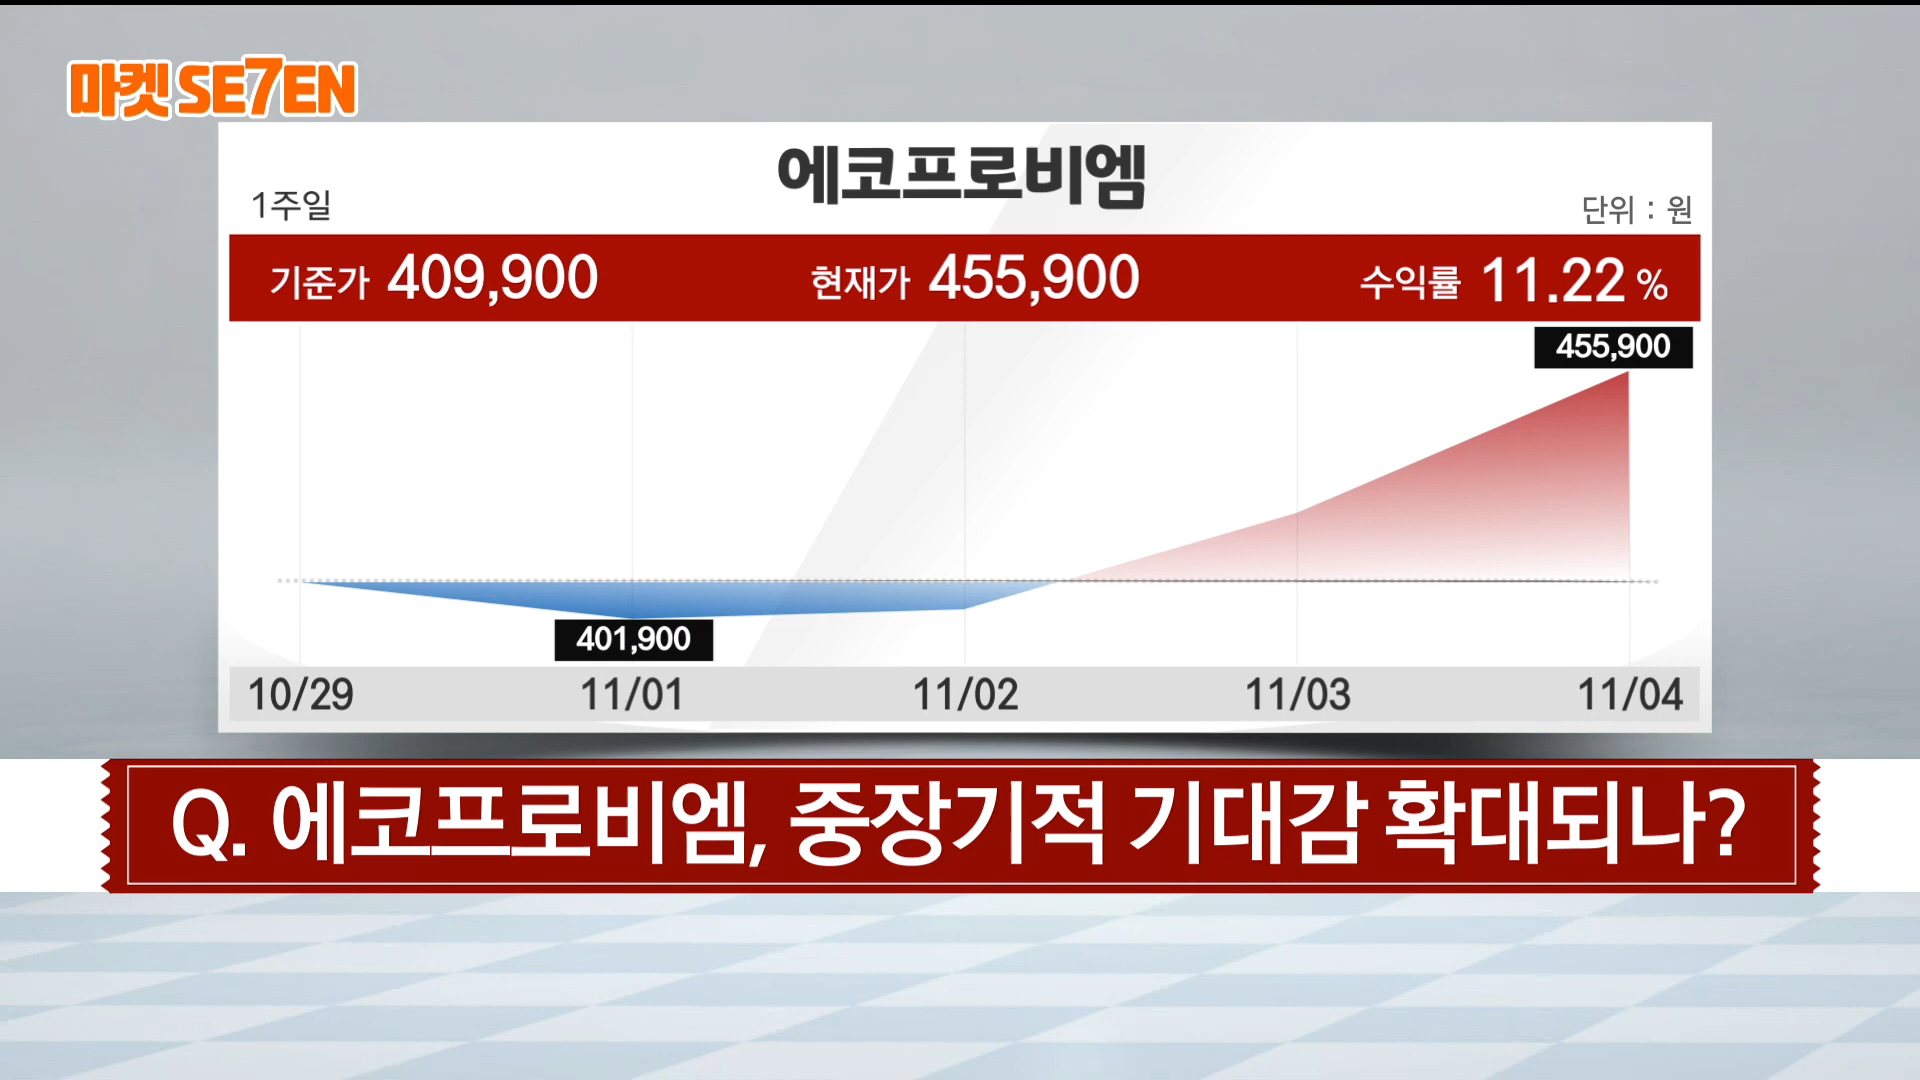 마켓 SE7EN
에코프로비엠
1주일
단위 : 원
기준가 409,900 현재가 455,900 수익률 11.22 %
455,900
401,900
10/29 11/01 11/02 11/03 11/04
Q. 에코프로비엠, 중장기적 기대감 확대되나?